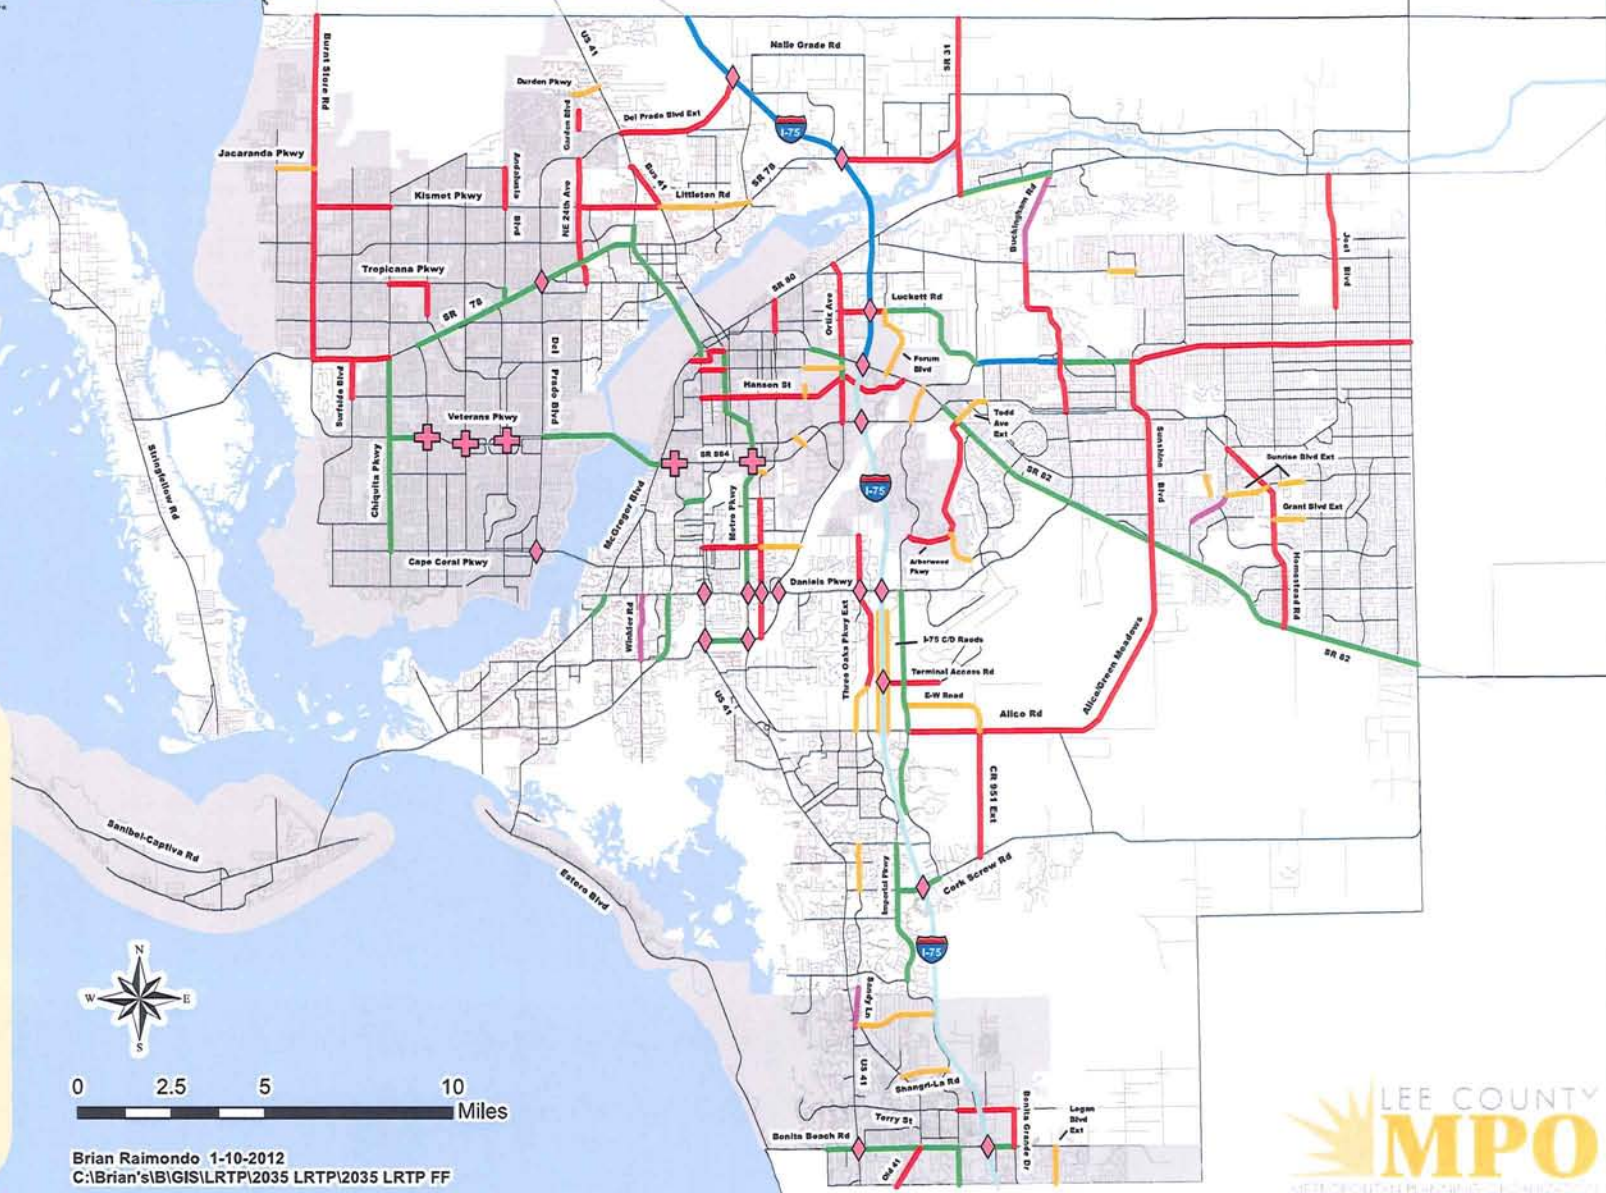 US 41
Nalle Grade Rd
SR 31
Burnt Store Rd
Durden Pkwy
Garden Blvd
Del Prado Blvd Ext
I-75
Jacaranda Pkwy
Andalusia Blvd
Bus 41
SR 78
Kismet Pkwy
NE 24th Ave
Littleton Rd
Buckingham Rd
Joel Blvd
Tropicana Pkwy
SR 80
SR 78
Ortiz Ave
Luckett Rd
Del Prado Blvd
Forum
Blvd
Surfside Blvd
Hanson St
Veterans Pkwy
Todd
Ave
Ext
Stringfellow Rd
Chiquita Pkwy
SR 884
SR 82
Sunshine Blvd
Sunrise Blvd Ext
I-75
McGregor Blvd
Metro Pkwy
Grant Blvd Ext
Cape Coral Pkwy
Arborwood
Pkwy
Homestead Rd
Daniels Pkwy
Winkler Rd
Three Oaks Pkwy Ext
I-75 C/D Roads
SR 82
Terminal Access Rd
Alico/Green Meadows
US 41
E-W Road
Alico Rd
CR 951 Ext
Sanibel-Captiva Rd
Estero Blvd
Imperial Pkwy
Cork Screw Rd
I-75
N
W E
S
Sandy Ln
US 41
Shangri-La Rd
0 2.5 5 10
Miles
Terry St
Bonita Grande Dr
Logan
Blvd
Ext
Bonita Beach Rd
Old 41
Brian Raimondo 1-10-2012
C:\Brian's\B\GIS\LRTP\2035 LRTP\2035 LRTP FF
LEE COUNTY
MPO